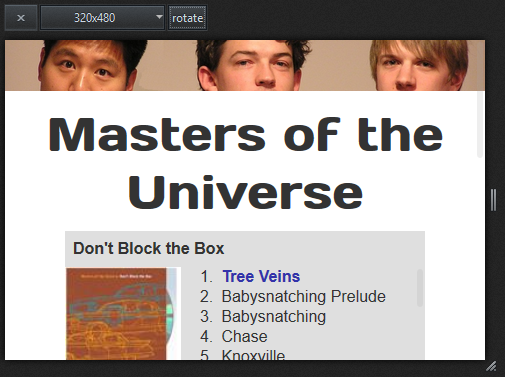 ×
320x480
rotate
Masters of the
Universe
Don't Block the Box
1. Tree Veins
2. Babysnatching Prelude
3. Babysnatching
4. Chase
5. Knoxville